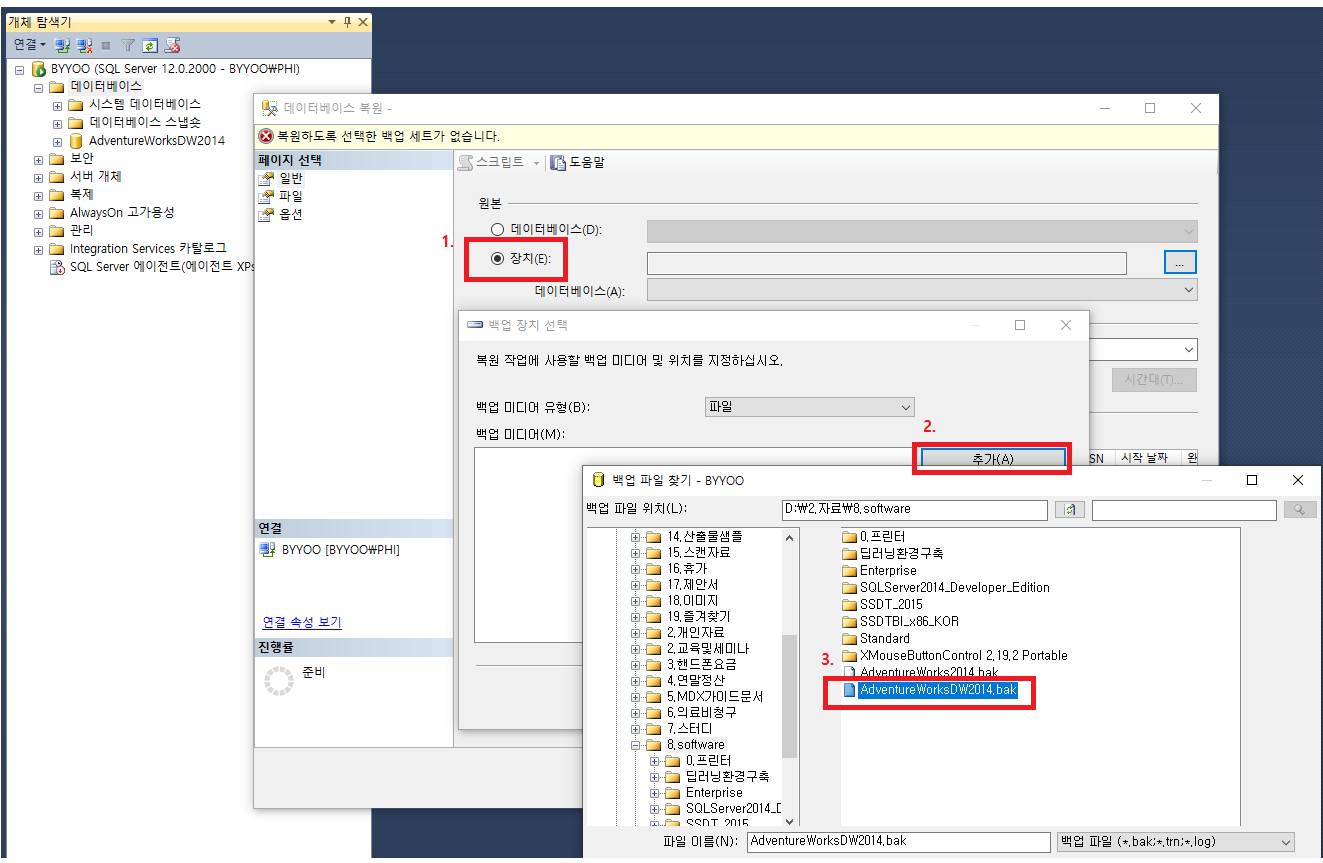 개체 탐색기
연결
BYYOO (SQL Server 12.0.2000 - BYYOO₩PHI)
데이터베이스
시스템 데이터베이스
데이터베이스 스냅숏
AdventureWorksDW2014
보안
서버 개체
복제
AlwaysOn 고가용성
관리
Integration Services 카탈로그
SQL Server 에이전트(에이전트 XPs
데이터베이스 복원 -
복원하도록 선택한 백업 세트가 없습니다.
페이지 선택
일반
파일
옵션
스크립트
도움말
원본
데이터베이스(D):
1.
장치(E):
...
데이터베이스(A):
시간대(T)...
SN 시작 날짜 완
연결
BYYOO [BYYOO₩PHI]
연결 속성 보기
진행률
준비
백업 장치 선택
복원 작업에 사용할 백업 미디어 및 위치를 지정하십시오.
백업 미디어 유형(B):
파일
백업 미디어(M):
2.
추가(A)
백업 파일 찾기 - BYYOO
백업 파일 위치(L):
D:₩2.자료₩8.software
14.산출물샘플
15.스캔자료
16.휴가
17.제안서
18.이미지
19.즐겨찾기
2.개인자료
2.교육및세미나
3.핸드폰요금
4.연말정산
5.MDX가이드문서
6.의료비청구
7.스터디
8.software
0.프린터
딥러닝환경구축
Enterprise
SQLServer2014_D
SSDT_2015
0.프린터
딥러닝환경구축
Enterprise
SQLServer2014_Developer_Edition
SSDT_2015
SSDTBI_x86_KOR
Standard
XMouseButtonControl 2.19.2 Portable
3.
AdventureWorks2014.bak
AdventureWorksDW2014.bak
파일 이름(N):
AdventureWorksDW2014.bak
백업 파일 (*.bak;*.trn;*.log)